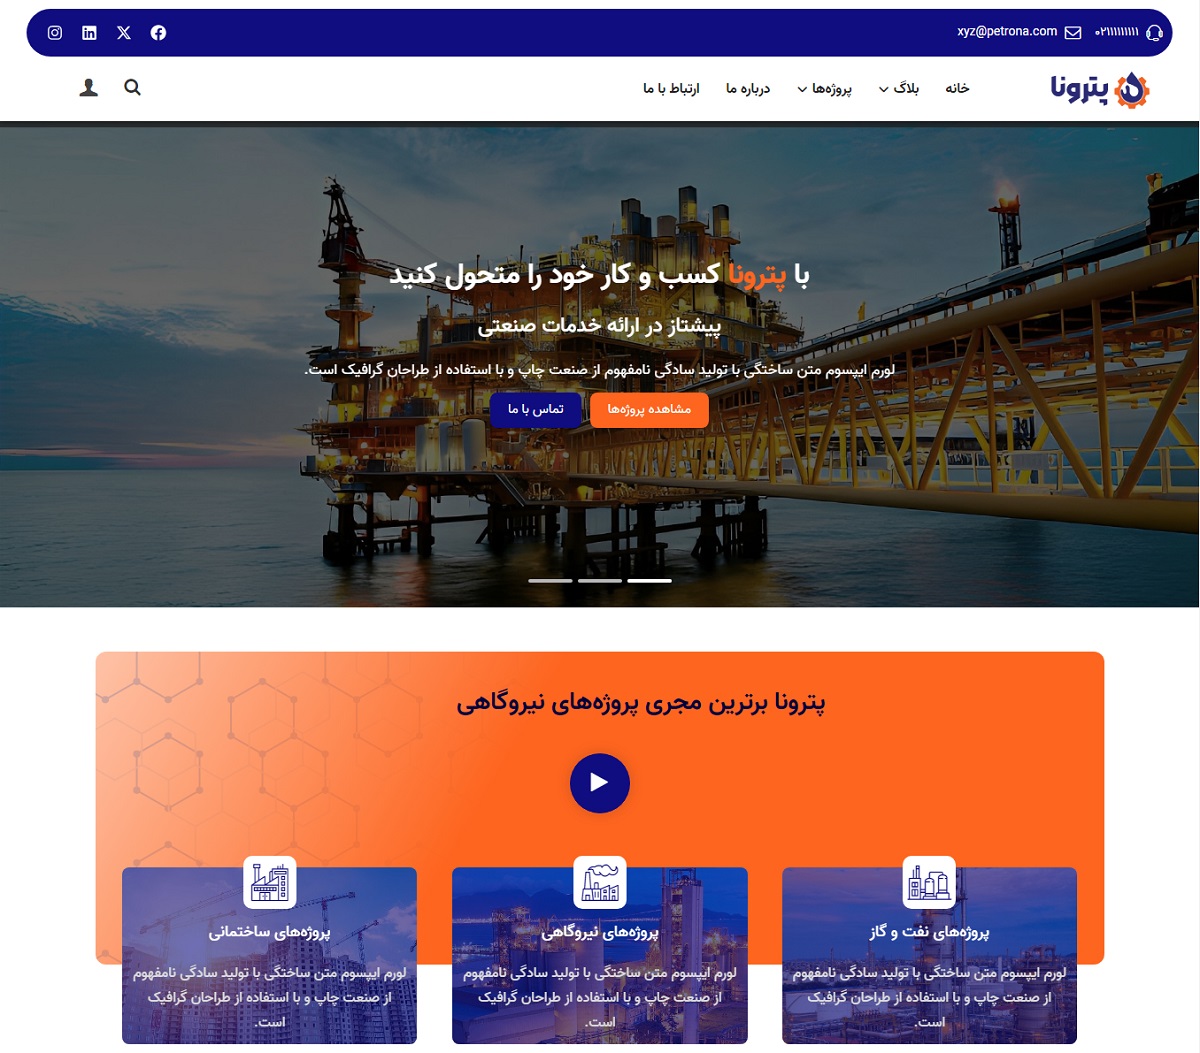 ۰۲۱۱۱۱۱۱۱۱ xyz@petrona.com
پترونا
خانه
بلاگ
پروژه‌ها
درباره ما
ارتباط با ما
با پترونا کسب و کار خود را متحول کنید
پیشتاز در ارائه خدمات صنعتی
لورم ایپسوم متن ساختگی با تولید سادگی نامفهوم از صنعت چاپ و با استفاده از طراحان گرافیک است.
مشاهده پروژه‌ها
تماس با ما
پترونا برترین مجری پروژه‌های نیروگاهی
پروژه‌های نفت و گاز
لورم ایپسوم متن ساختگی با تولید سادگی نامفهوم
از صنعت چاپ و با استفاده از طراحان گرافیک
است.
پروژه‌های نیروگاهی
لورم ایپسوم متن ساختگی با تولید سادگی نامفهوم
از صنعت چاپ و با استفاده از طراحان گرافیک
است.
پروژه‌های ساختمانی
لورم ایپسوم متن ساختگی با تولید سادگی نامفهوم
از صنعت چاپ و با استفاده از طراحان گرافیک
است.